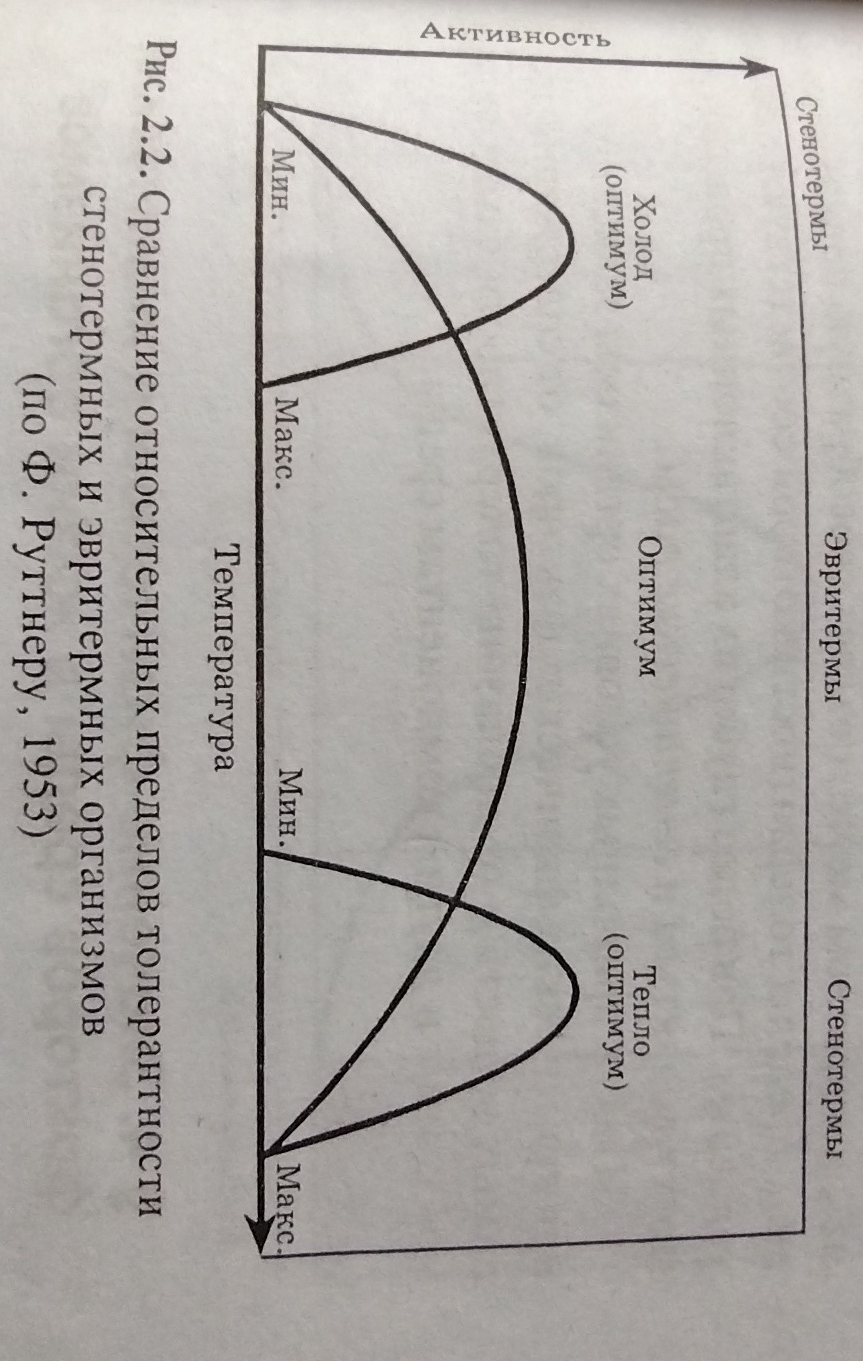 Стенотермы Эвритермы Стенотермы
Холод Оптимум Тепло
(оптимум) (оптимум)
Активность
Мин. Макс. Мин. Макс.
Температура
Рис. 2.2. Сравнение относительных пределов толерантности
стенотермных и эвритермных организмов
(по Ф. Руттнеру, 1953)